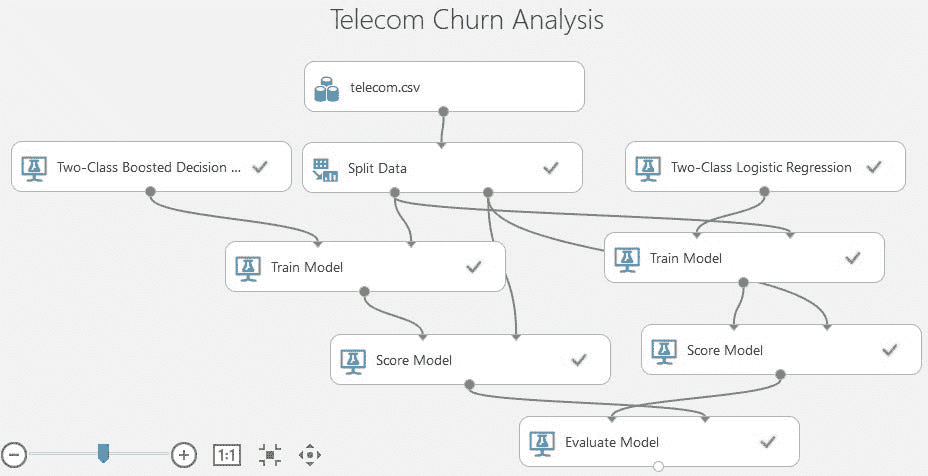 Telecom Churn Analysis
telecom.csv
Two-Class Boosted Decision ...
Split Data
Two-Class Logistic Regression
Train Model
Train Model
Score Model
Score Model
Evaluate Model
1:1